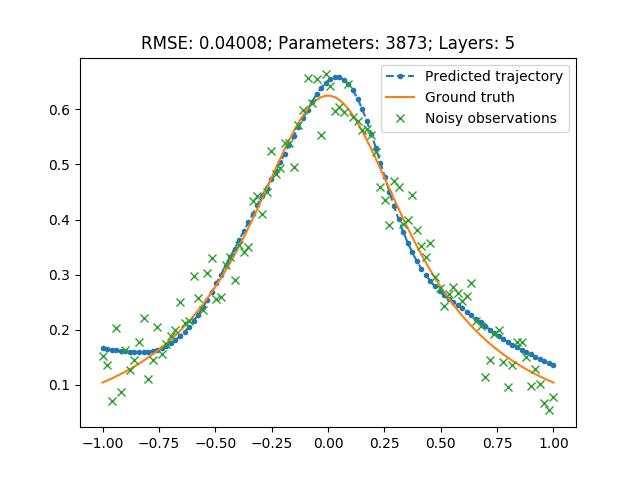 RMSE: 0.04008; Parameters: 3873; Layers: 5
Predicted trajectory
Ground truth
Noisy observations
0.6
0.5
0.4
0.3
0.2
0.1
−1.00 −0.75 −0.50 −0.25 0.00 0.25 0.50 0.75 1.00